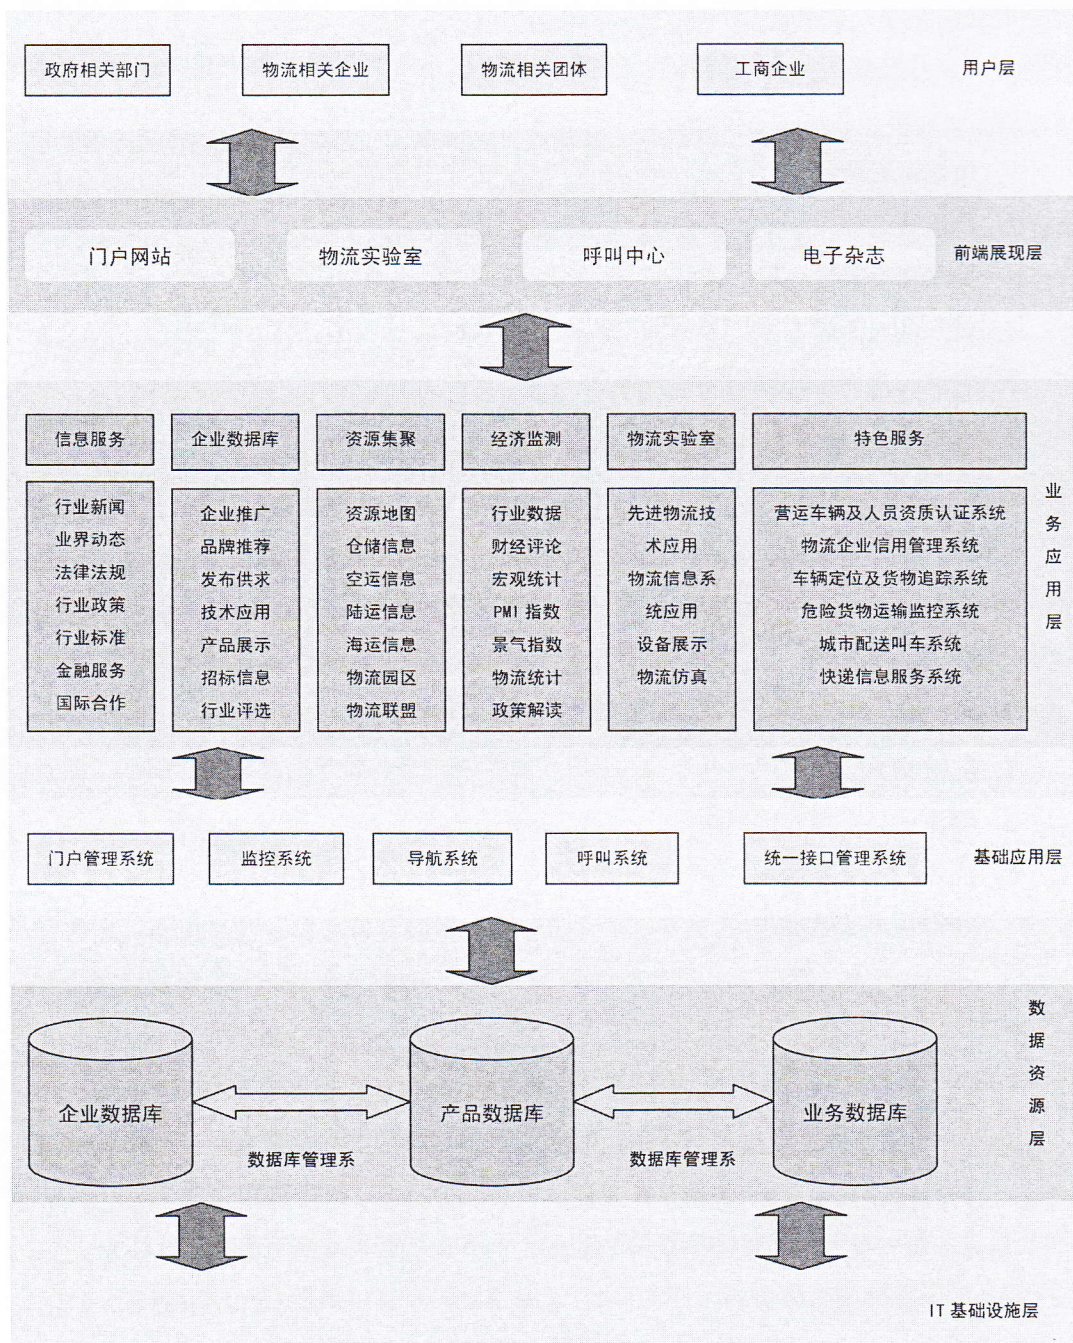 政府相关部门
物流相关企业
物流相关团体
工商企业
用户层
门户网站
物流实验室
呼叫中心
电子杂志
前端展现层
信息服务
企业数据库
资源集聚
经济监测
物流实验室
特色服务
行业新闻
业界动态
法律法规
行业政策
行业标准
金融服务
国际合作
企业推广
品牌推荐
发布供求
技术应用
产品展示
招标信息
行业评选
资源地图
仓储信息
空运信息
陆运信息
海运信息
物流园区
物流联盟
行业数据
财经评论
宏观统计
PMI 指数
景气指数
物流统计
政策解读
先进物流技
术应用
物流信息系
统应用
设备展示
物流仿真
营运车辆及人员资质认证系统
物流企业信用管理系统
车辆定位及货物追踪系统
危险货物运输监控系统
城市配送叫车系统
快递信息服务系统
业
务
应
用
层
门户管理系统
监控系统
导航系统
呼叫系统
统一接口管理系统
基础应用层
企业数据库
数据库管理系
产品数据库
数据库管理系
业务数据库
数
据
资
源
层
IT 基础设施层